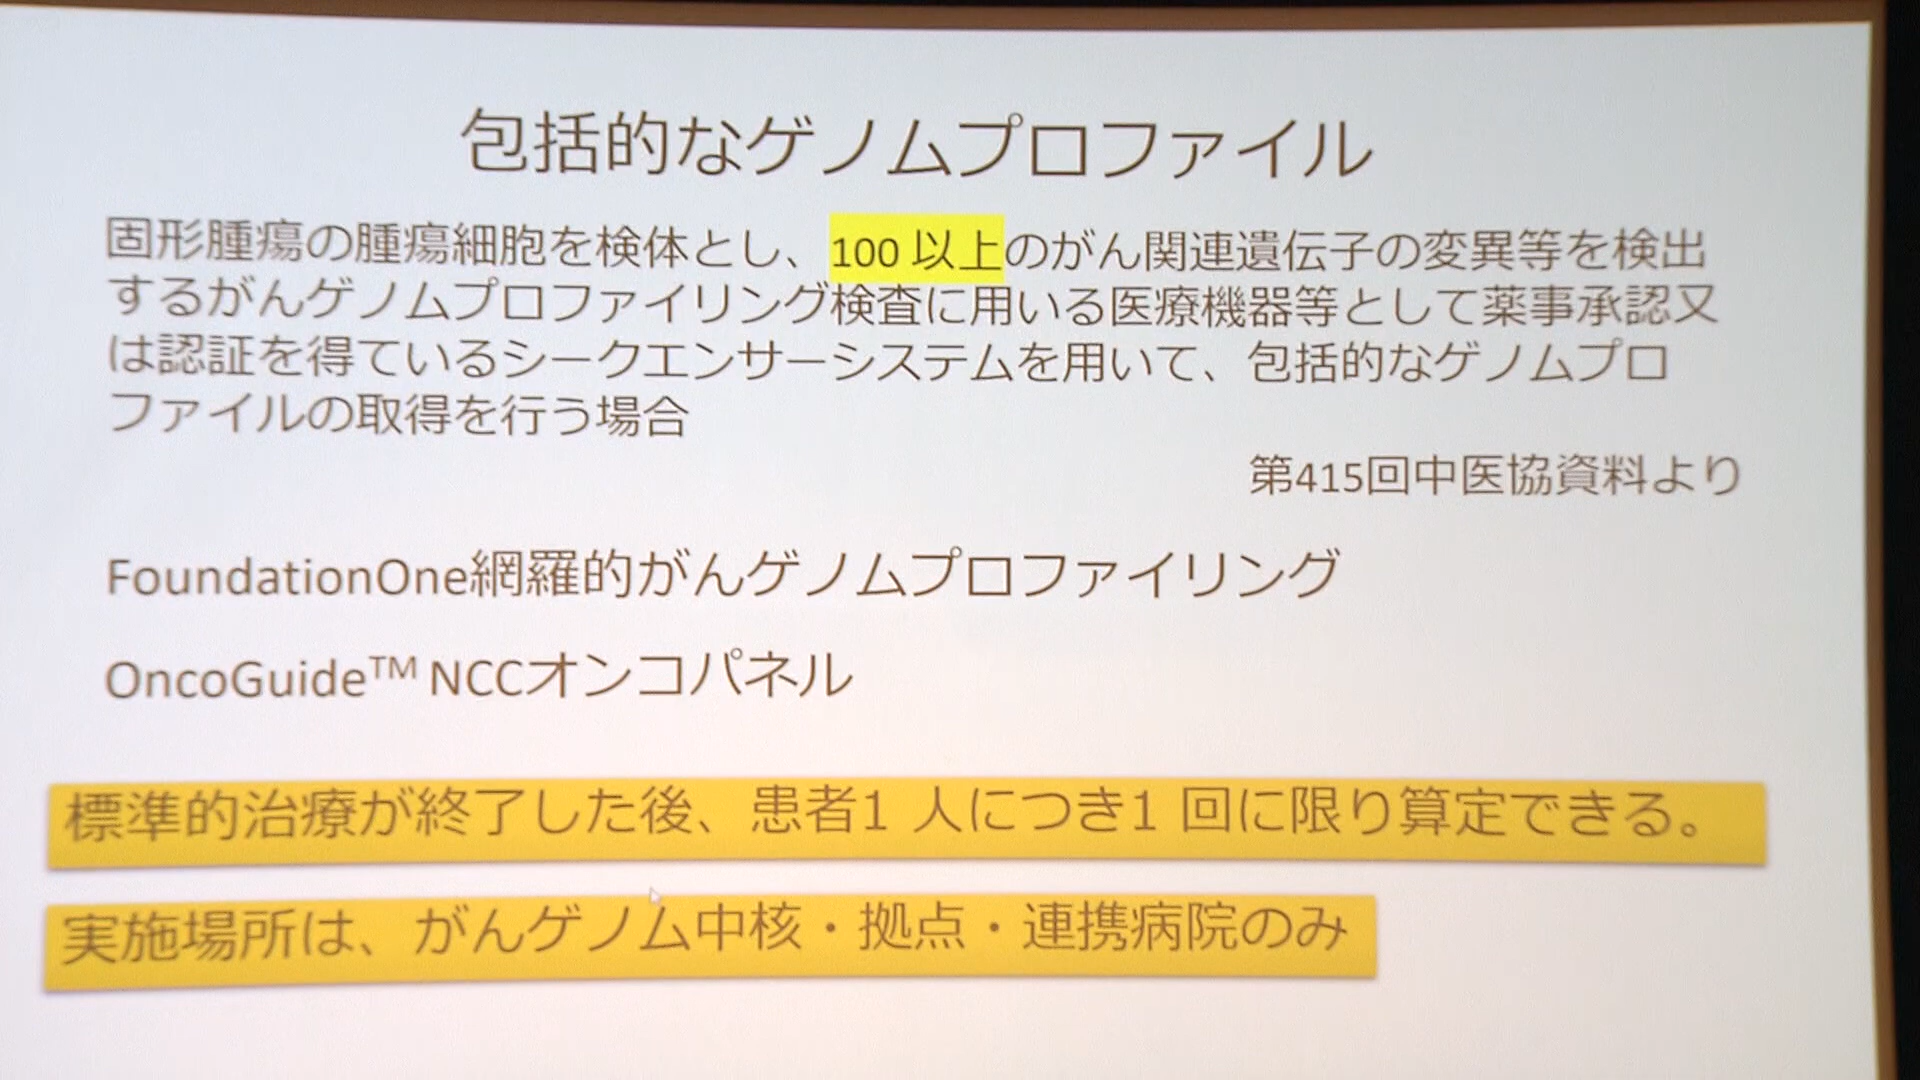 包括的なゲノムプロファイル
固形腫瘍の腫瘍細胞を検体とし、100 以上のがん関連遺伝子の変異等を検出
するがんゲノムプロファイリング検査に用いる医療機器等として薬事承認又
は認証を得ているシークエンサーシステムを用いて、包括的なゲノムプロ
ファイルの取得を行う場合
第415回中医協資料より
FoundationOne網羅的がんゲノムプロファイリング
OncoGuide™ NCCオンコパネル
標準的治療が終了した後、患者1 人につき1 回に限り算定できる。
実施場所は、がんゲノム中核・拠点・連携病院のみ